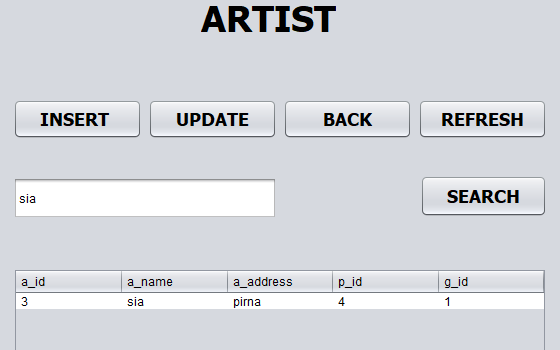 ARTIST
INSERT UPDATE BACK REFRESH
sia SEARCH
a_id a_name a_address p_id g_id
3 sia pirna 4 1